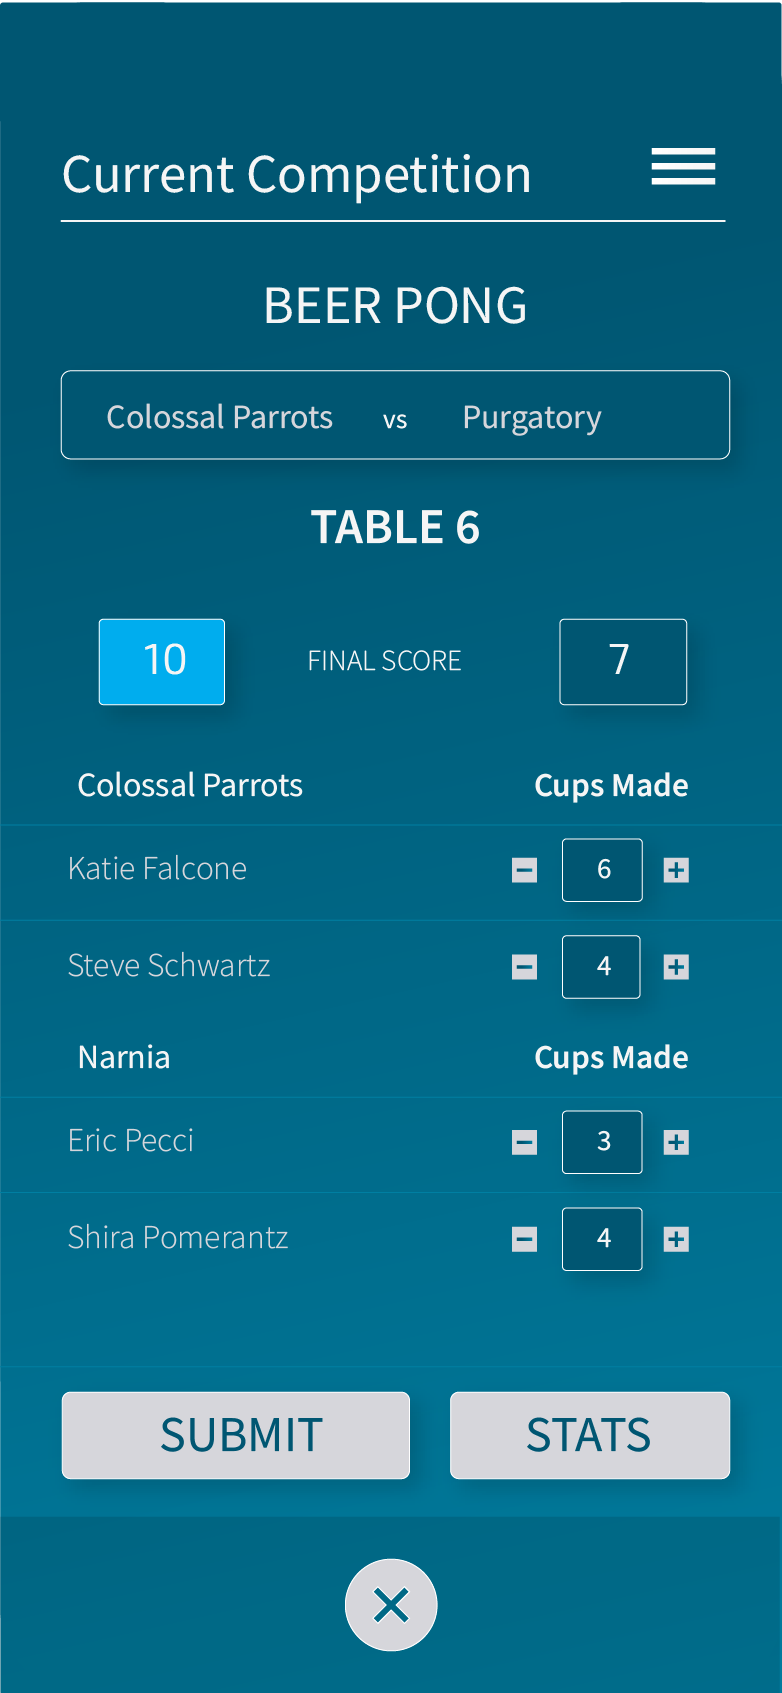 Current Competition
BEER PONG
Colossal Parrots vs Purgatory
TABLE 6
10 FINAL SCORE 7
Colossal Parrots Cups Made
Katie Falcone - 6 +
Steve Schwartz - 4 +
Narnia Cups Made
Eric Pecci - 3 +
Shira Pomerantz - 4 +
SUBMIT STATS